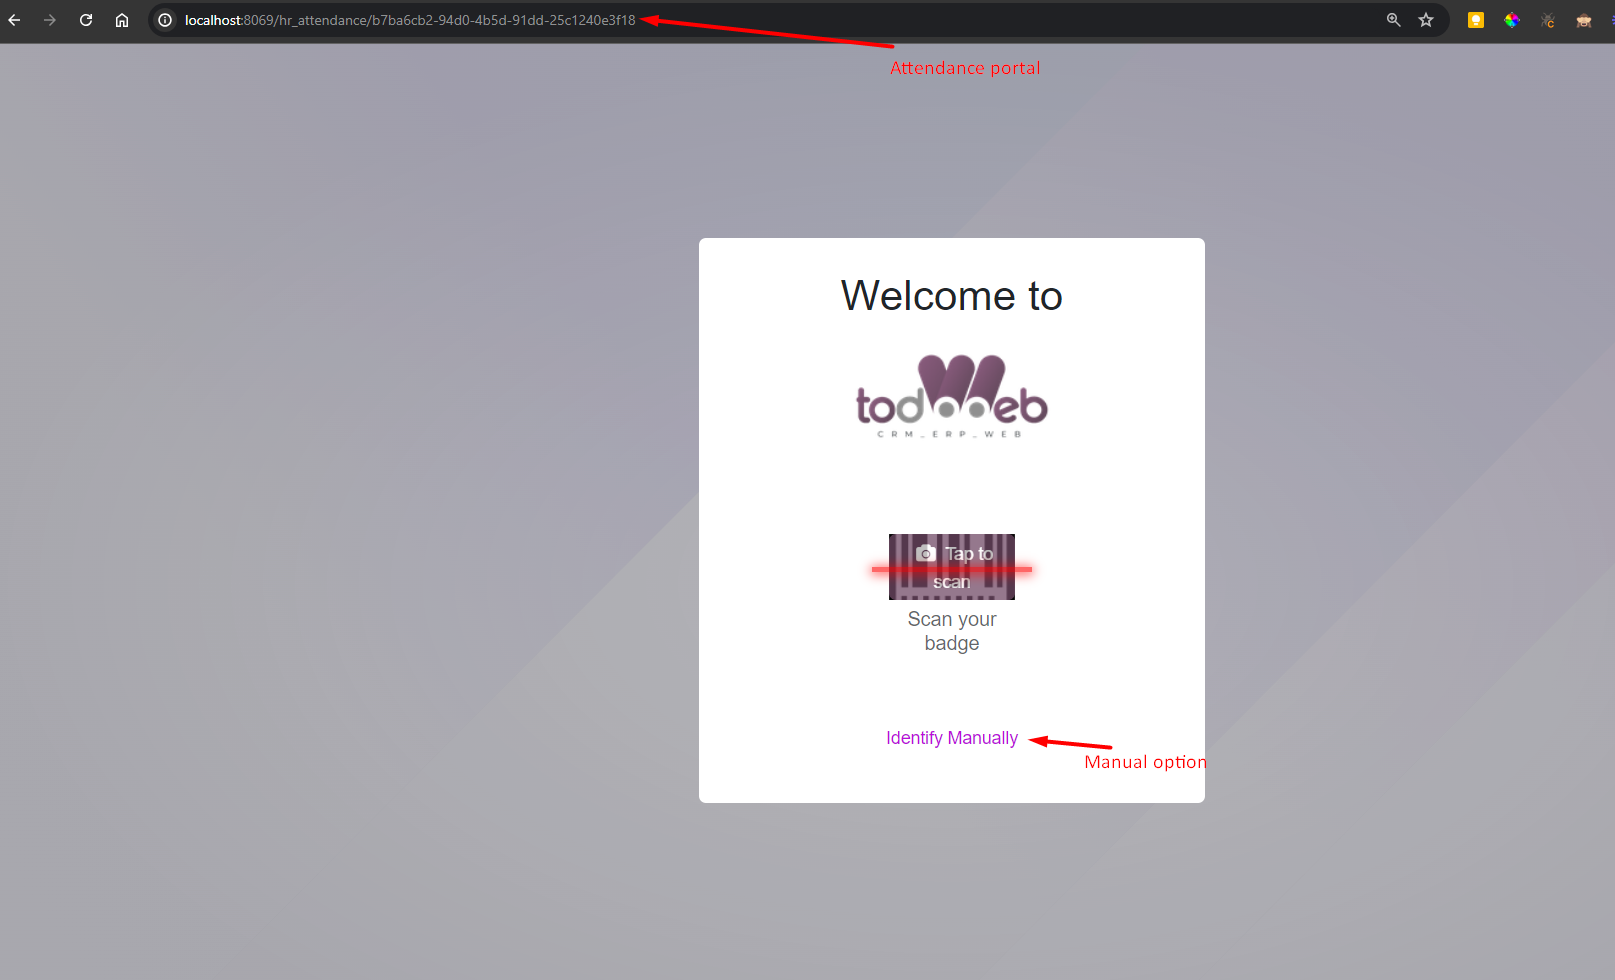 localhost:8069/hr_attendance/b7ba6cb2-94d0-4b5d-91dd-25c1240e3f18
Attendance portal
Welcome to
todooweb
CRM_ERP_WEB
Tap to
scan
Scan your
badge
Identify Manually
Manual option